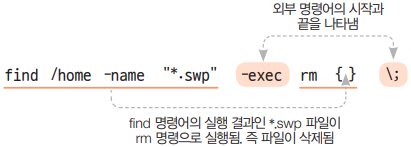 외부 명령어의 시작과
끝을 나타냄
find /home -name "*.swp" -exec rm {} \;
find 명령어의 실행 결과인 *.swp 파일이
rm 명령으로 실행됨. 즉 파일이 삭제됨